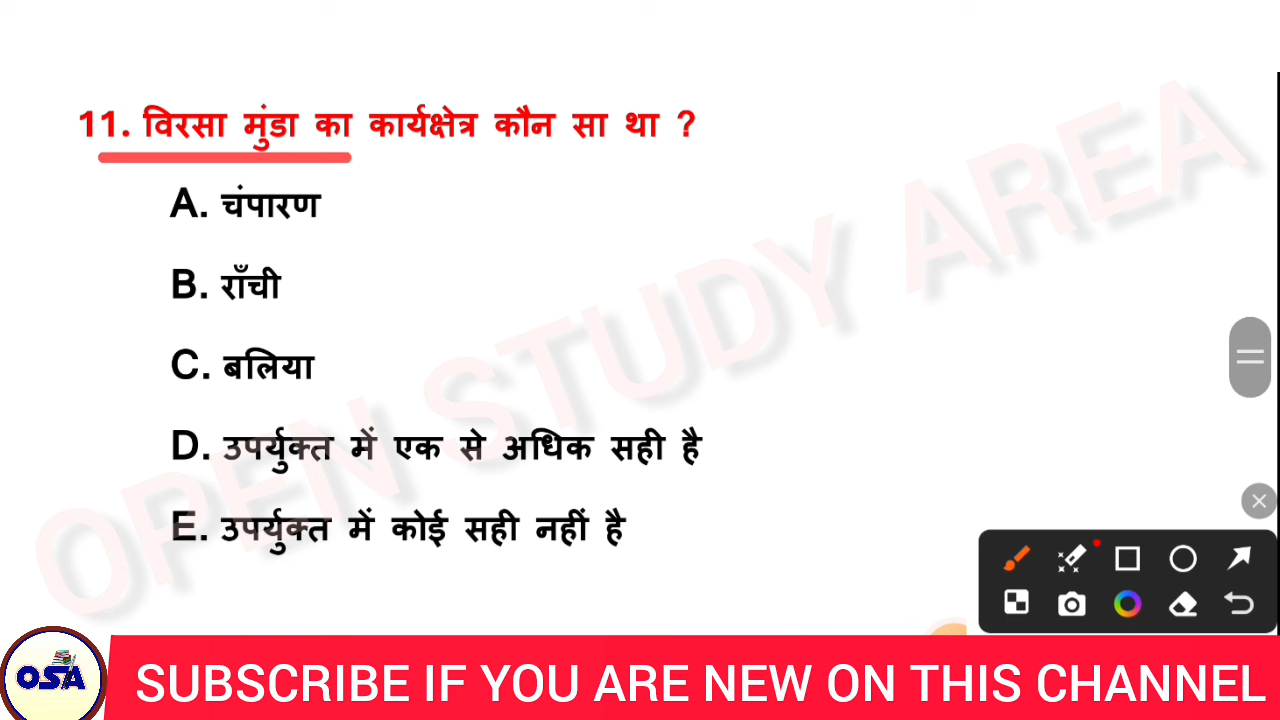 11. विरसा मुंडा का कार्यक्षेत्र कौन सा था ?
A. चंपारण
B. राँची
C. बलिया
D. उपर्युक्त में एक से अधिक सही है
E. उपर्युक्त में कोई सही नहीं है
OPEN STUDY AREA
OSA
SUBSCRIBE IF YOU ARE NEW ON THIS CHANNEL